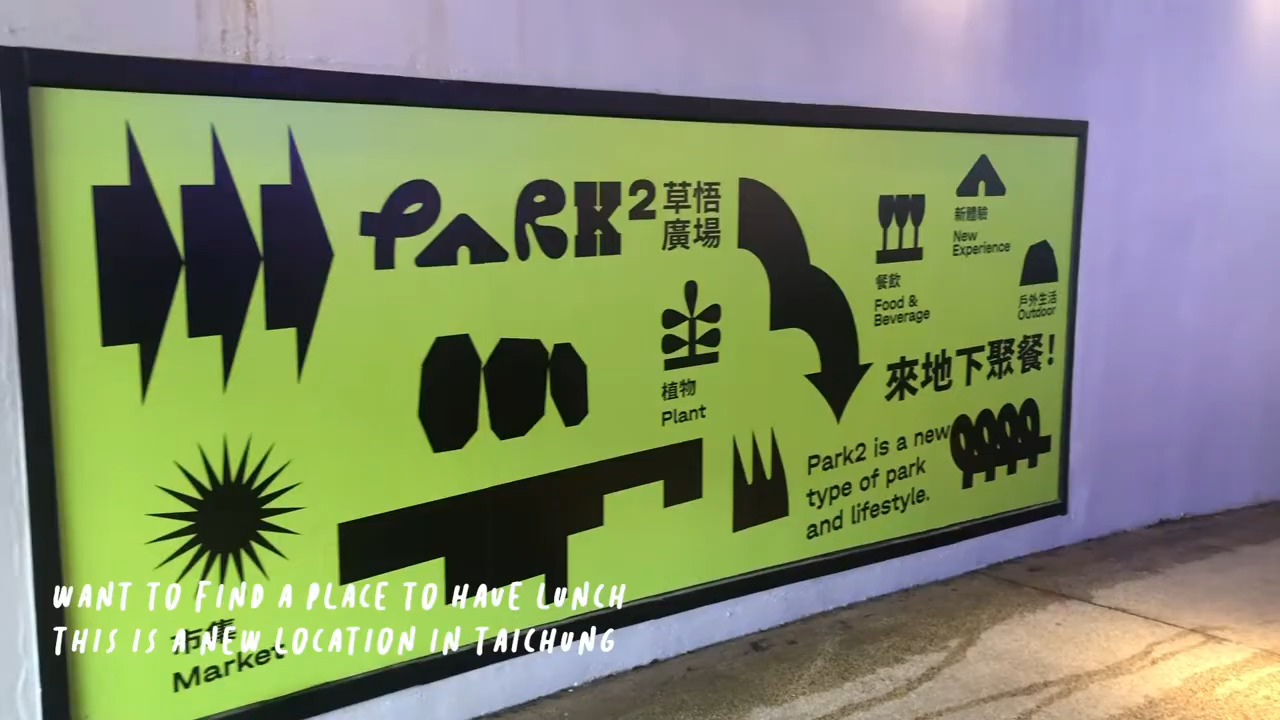 PARK2 草悟
廣場
新體驗
New
Experience
餐飲
Food &
Beverage
戶外生活
Outdoor
植物
Plant
來地下聚餐!
Park2 is a new
type of park
and lifestyle.
市集
Market
WANT TO FIND A PLACE TO HAVE LUNCH
THIS IS A NEW LOCATION IN TAICHUNG